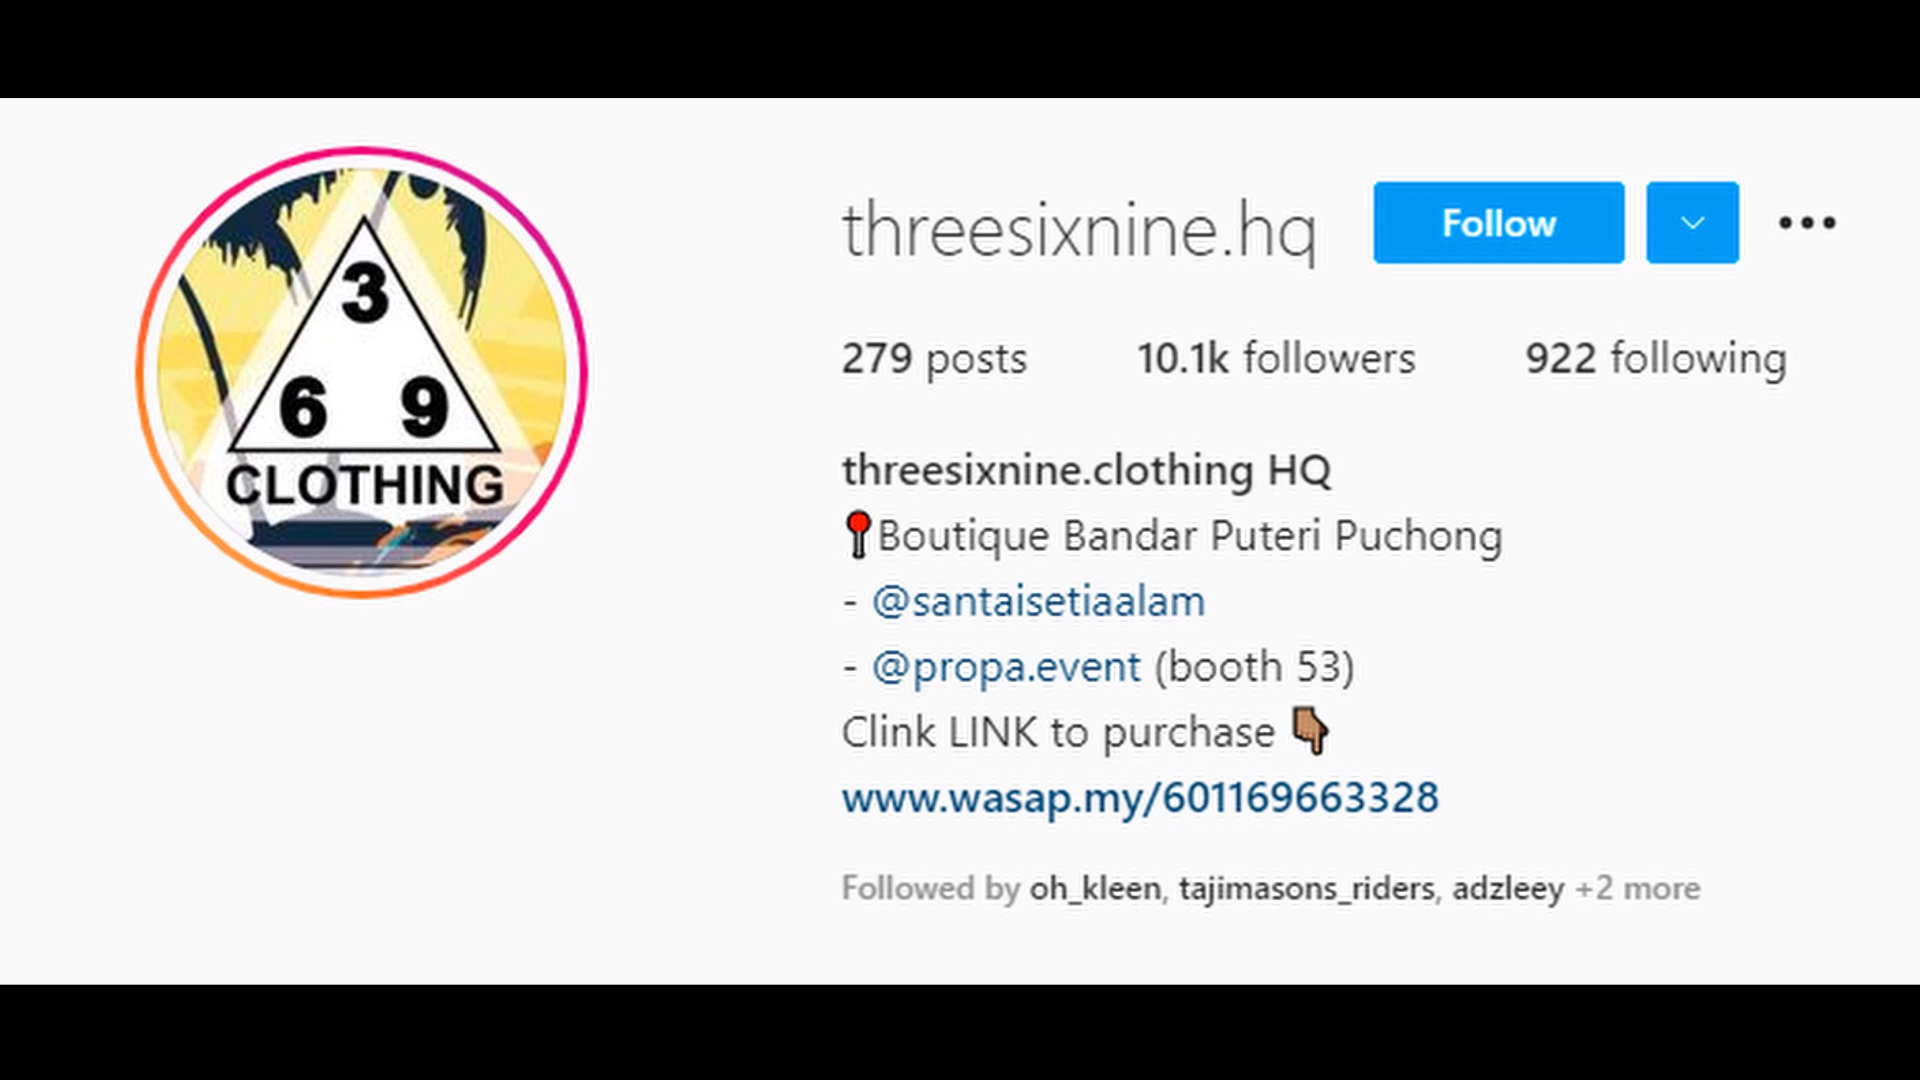 3
6 9
CLOTHING
threesixnine.hq Follow
279 posts 10.1k followers 922 following
threesixnine.clothing HQ
📍Boutique Bandar Puteri Puchong
- @santaisetiaalam
- @propa.event (booth 53)
Clink LINK to purchase 👇🏽
www.wasap.my/601169663328
Followed by oh_kleen, tajimasons_riders, adzleey +2 more